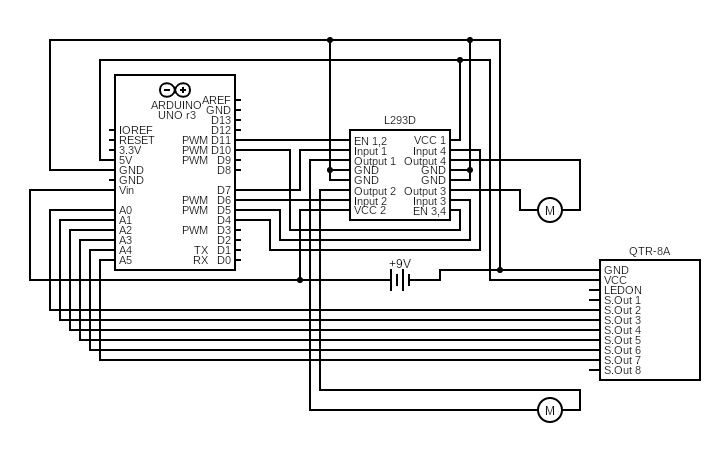 ARDUINO
UNO r3
AREF
GND
D13
IOREF
D12
RESET
PWM D11
3.3V
PWM D10
5V
PWM D9
GND
D8
GND
Vin
D7
PWM D6
A0
PWM D5
A1
D4
A2
PWM D3
A3
D2
A4
TX D1
A5
RX D0
L293D
EN 1,2
VCC 1
Input 1
Input 4
Output 1
Output 4
GND
GND
GND
GND
Output 2
Output 3
Input 2
Input 3
VCC 2
EN 3,4
M
+9V
QTR-8A
GND
VCC
LEDON
S.Out 1
S.Out 2
S.Out 3
S.Out 4
S.Out 5
S.Out 6
S.Out 7
S.Out 8
M